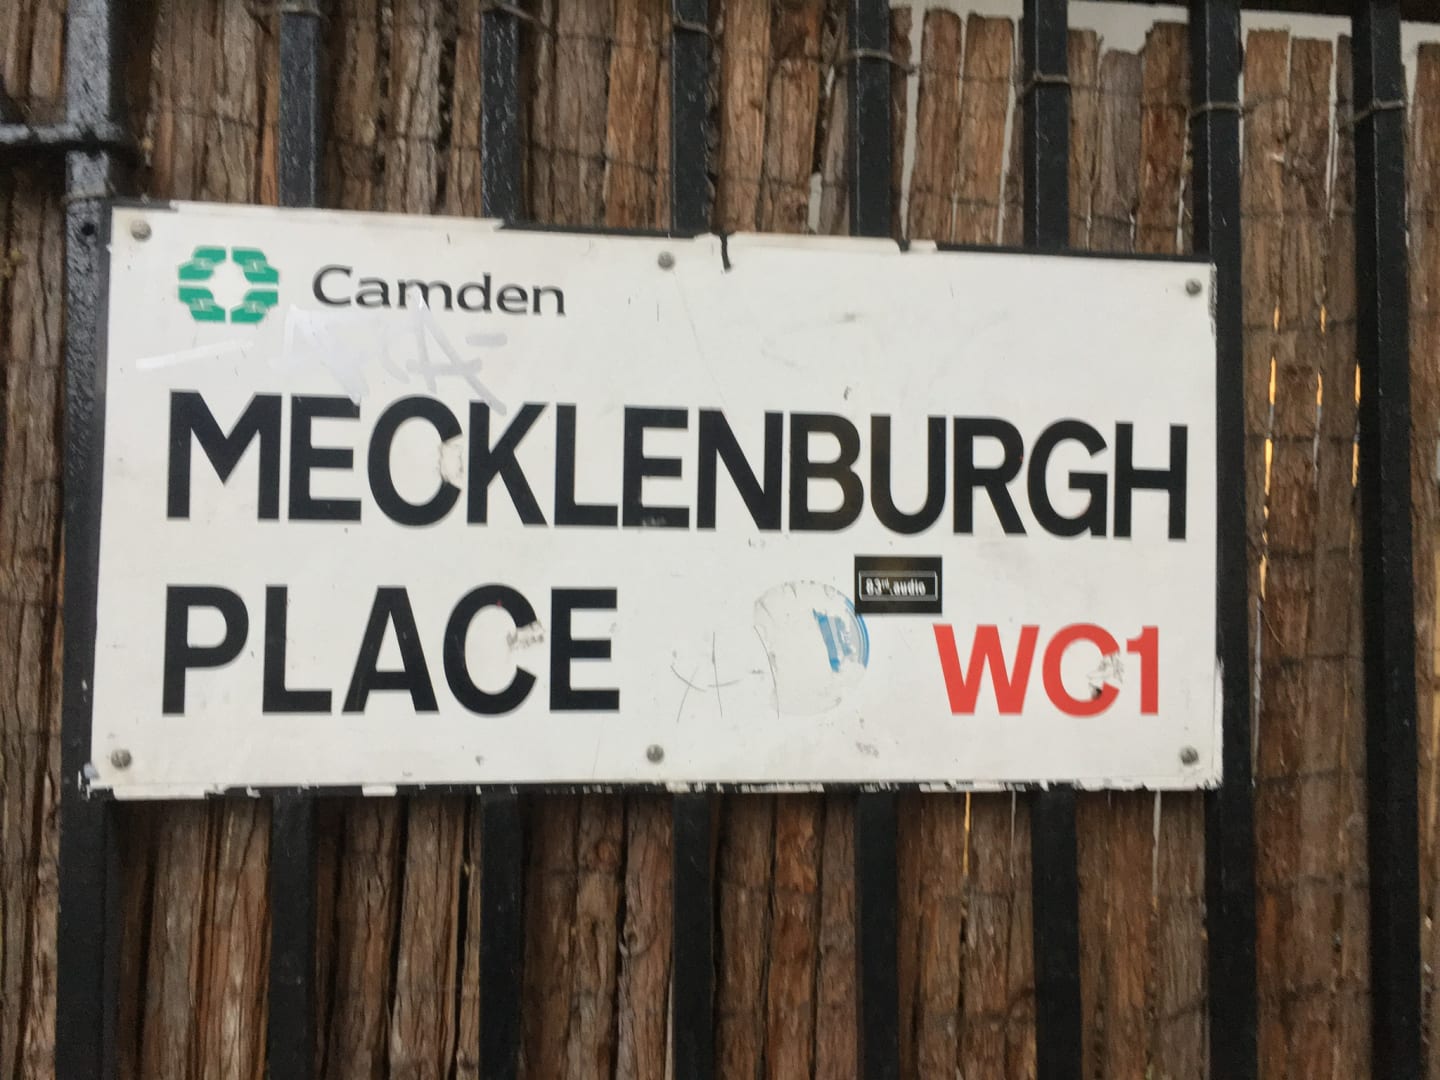 Camden
MECKLENBURGH
PLACE
83rd audio
WC1